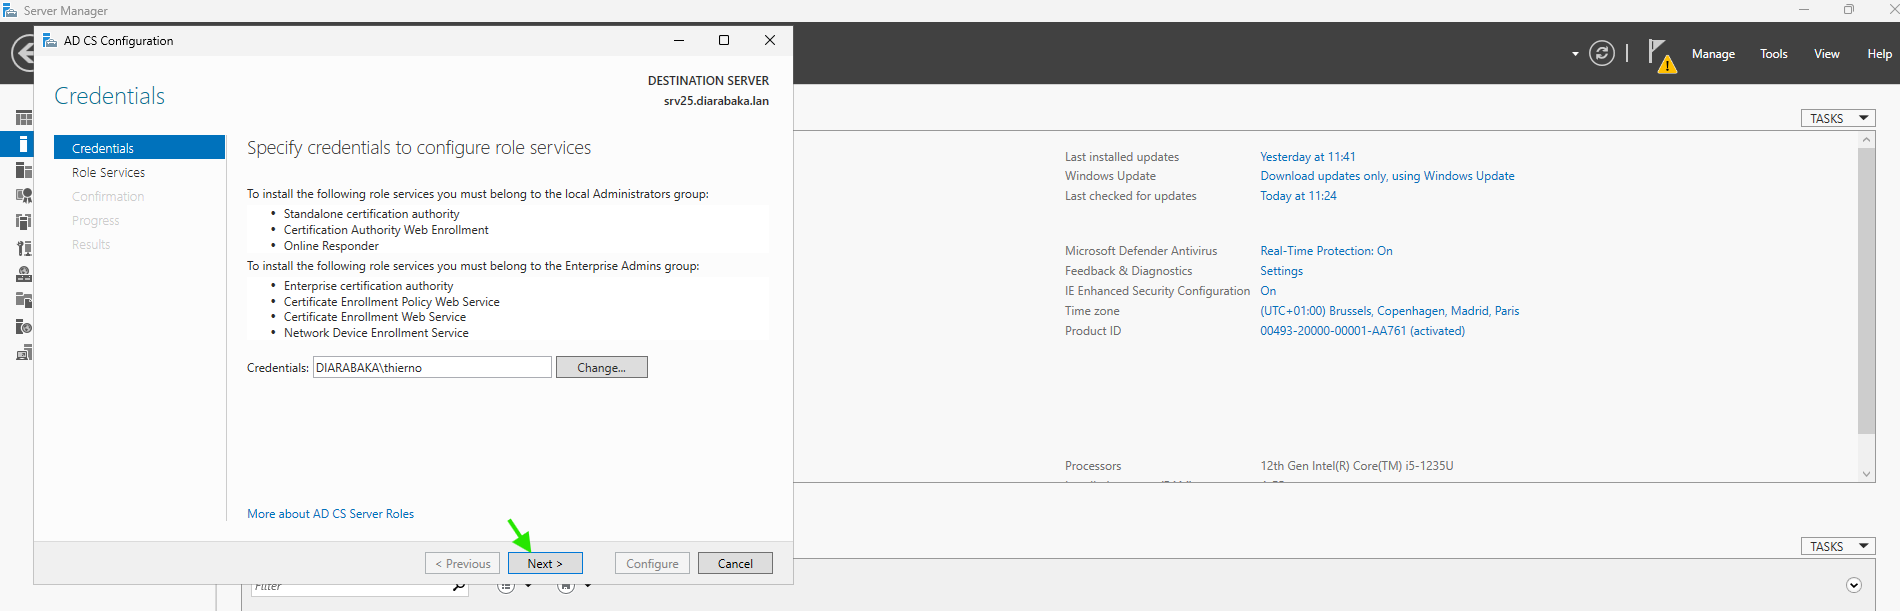 Server Manager
AD CS Configuration
Manage Tools View Help
DESTINATION SERVER
srv25.diarabaka.lan
Credentials
Credentials
Role Services
Confirmation
Progress
Results
Specify credentials to configure role services
To install the following role services you must belong to the local Administrators group:
• Standalone certification authority
• Certification Authority Web Enrollment
• Online Responder
To install the following role services you must belong to the Enterprise Admins group:
• Enterprise certification authority
• Certificate Enrollment Policy Web Service
• Certificate Enrollment Web Service
• Network Device Enrollment Service
Credentials: DIARABAKA\thierno Change...
More about AD CS Server Roles
< Previous Next > Configure Cancel
TASKS
Last installed updates Yesterday at 11:41
Windows Update Download updates only, using Windows Update
Last checked for updates Today at 11:24
Microsoft Defender Antivirus Real-Time Protection: On
Feedback & Diagnostics Settings
IE Enhanced Security Configuration On
Time zone (UTC+01:00) Brussels, Copenhagen, Madrid, Paris
Product ID 00493-20000-00001-AA761 (activated)
Processors 12th Gen Intel(R) Core(TM) i5-1235U
TASKS
Filter